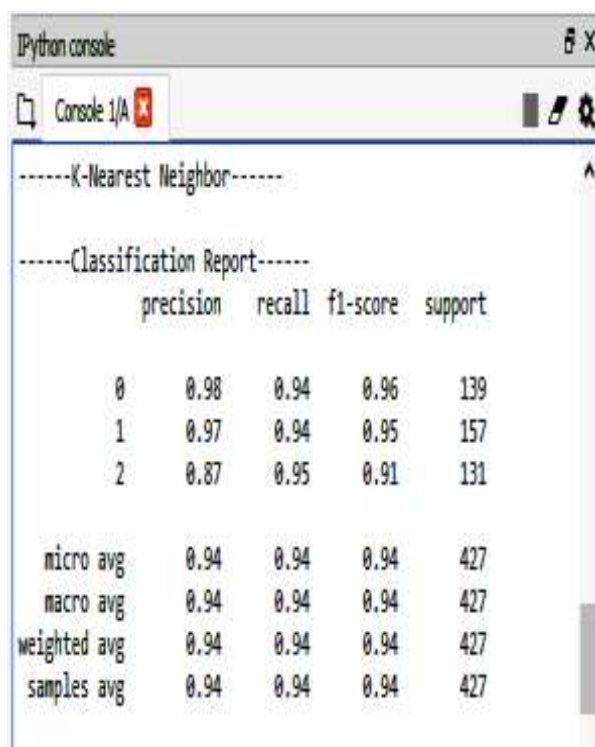 IPython console
Console 1/A
------K-Nearest Neighbor------
------Classification Report------
precision recall f1-score support
0 0.98 0.94 0.96 139
1 0.97 0.94 0.95 157
2 0.87 0.95 0.91 131
micro avg 0.94 0.94 0.94 427
macro avg 0.94 0.94 0.94 427
weighted avg 0.94 0.94 0.94 427
samples avg 0.94 0.94 0.94 427